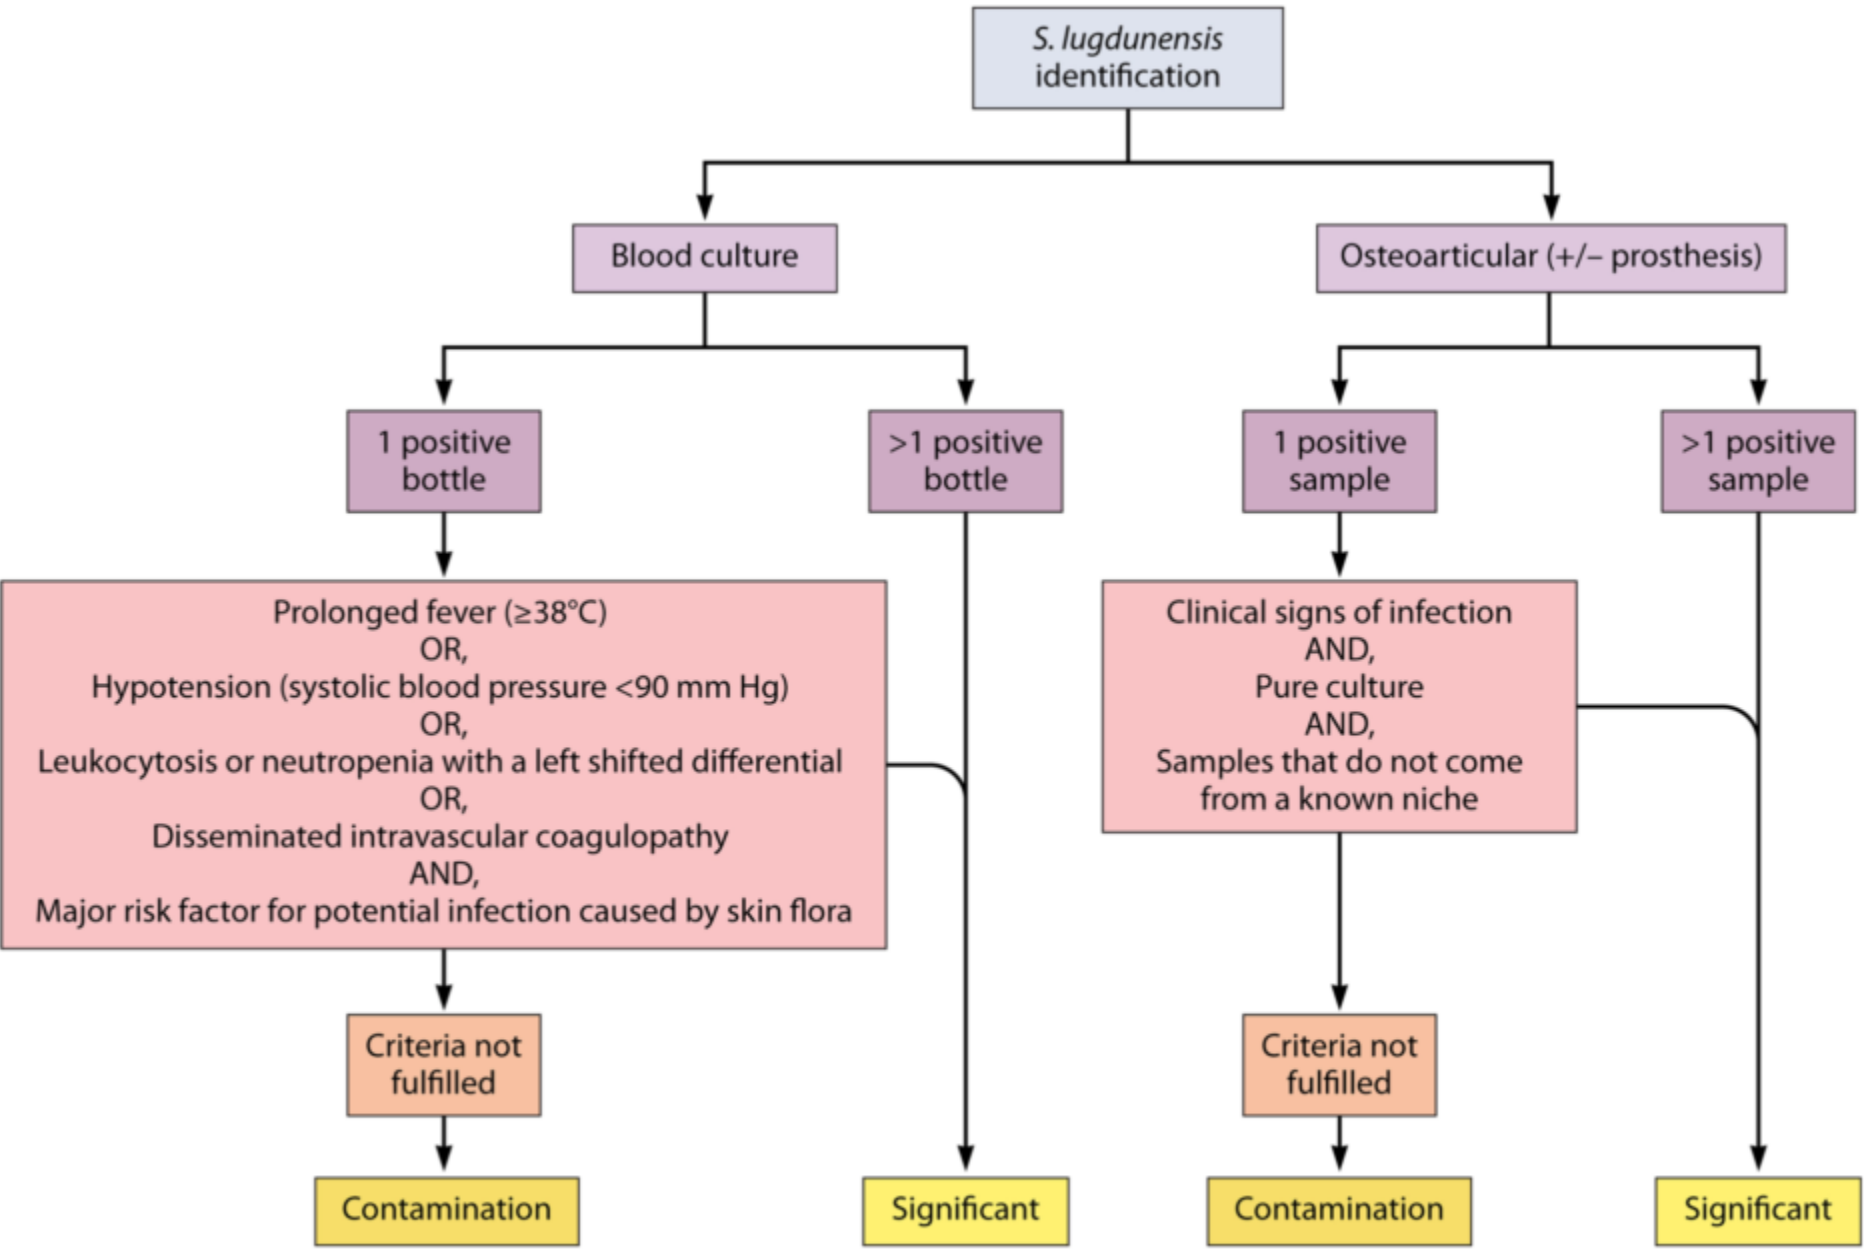 S. lugdunensis
identification
Blood culture
Osteoarticular (+/– prosthesis)
1 positive
bottle
>1 positive
bottle
1 positive
sample
>1 positive
sample
Prolonged fever (≥38°C)
OR,
Hypotension (systolic blood pressure <90 mm Hg)
OR,
Leukocytosis or neutropenia with a left shifted differential
OR,
Disseminated intravascular coagulopathy
AND,
Major risk factor for potential infection caused by skin flora
Clinical signs of infection
AND,
Pure culture
AND,
Samples that do not come
from a known niche
Criteria not
fulfilled
Criteria not
fulfilled
Contamination
Significant
Contamination
Significant